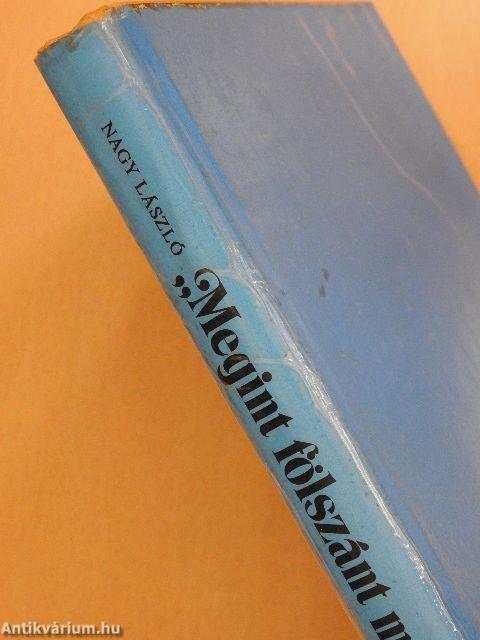 NAGY LÁSZLÓ
„Megint fölszánt
Antikvárium.hu